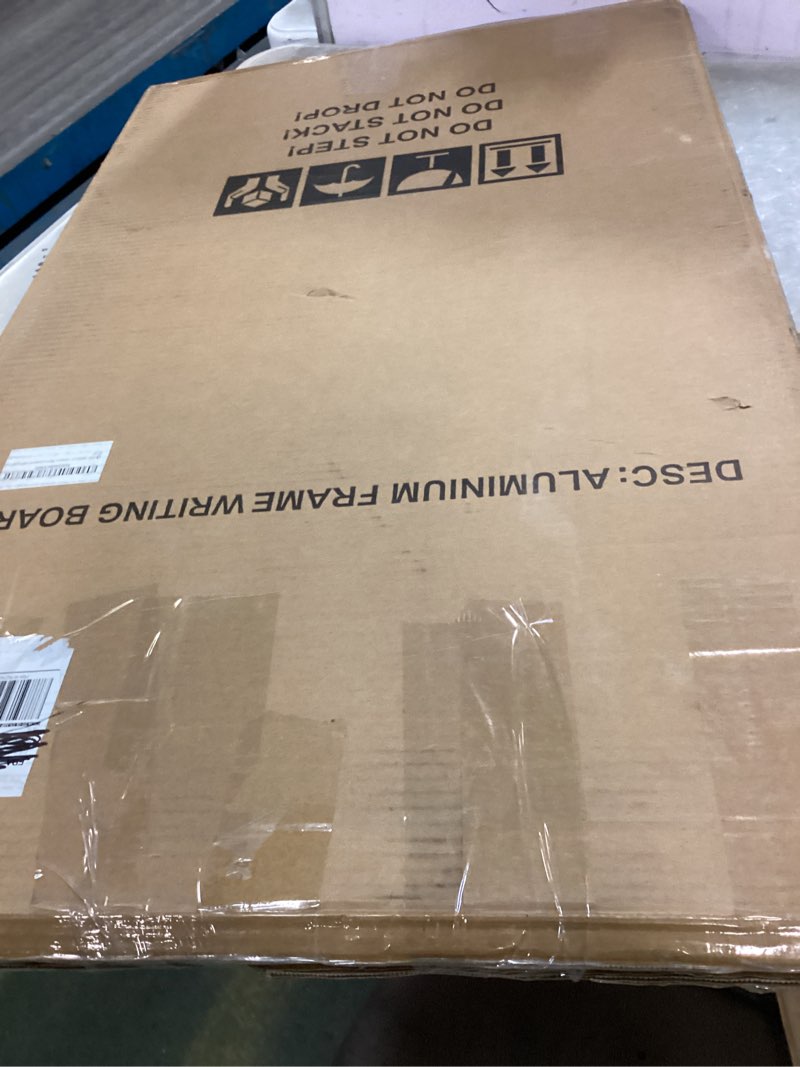 DO NOT STEP!
DO NOT STACK!
DO NOT DROP!
DESC: ALUMINIUM FRAME WRITING BOAR